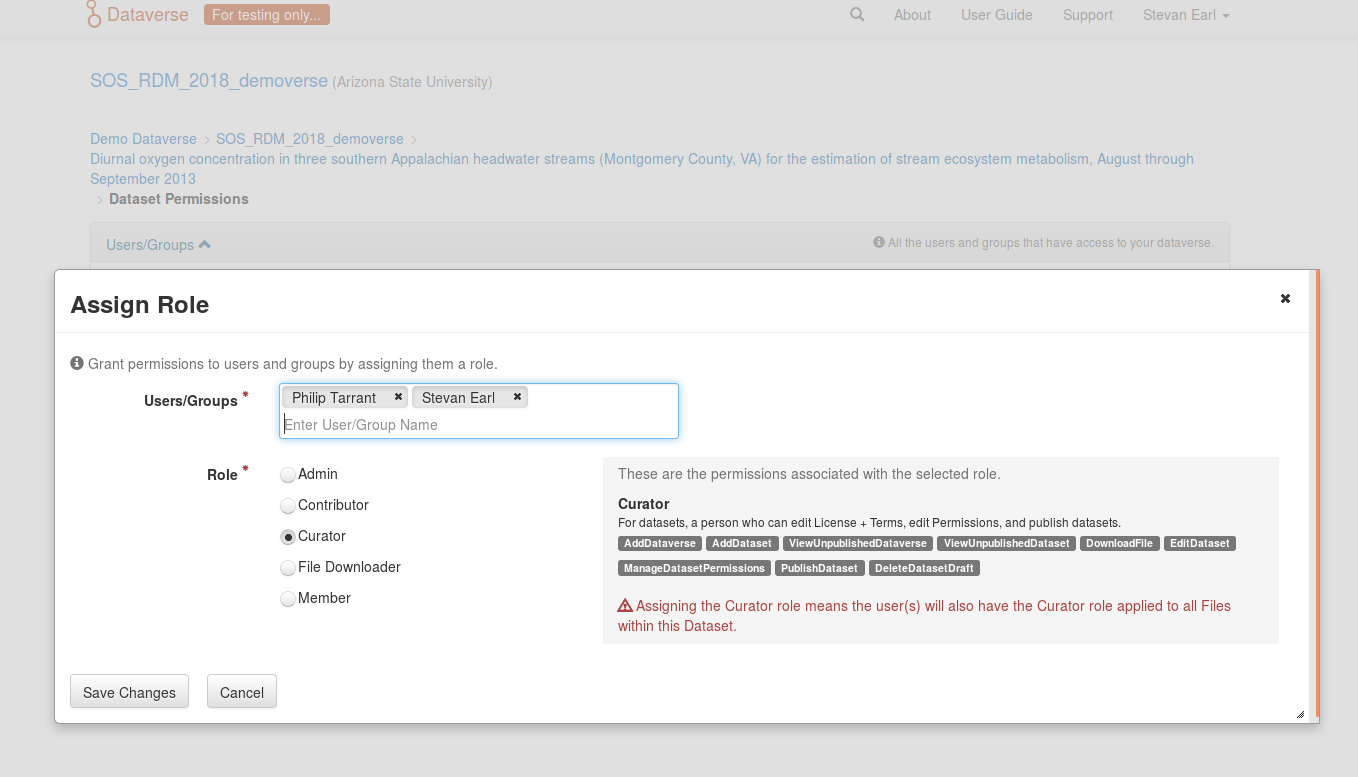 Dataverse For testing only... About User Guide Support Stevan Earl
SOS_RDM_2018_demoverse (Arizona State University)
Demo Dataverse > SOS_RDM_2018_demoverse >
Diurnal oxygen concentration in three southern Appalachian headwater streams (Montgomery County, VA) for the estimation of stream ecosystem metabolism, August through
September 2013
> Dataset Permissions
Users/Groups All the users and groups that have access to your dataverse.
Assign Role
Grant permissions to users and groups by assigning them a role.
Users/Groups * Philip Tarrant Stevan Earl
Enter User/Group Name
Role *
Admin
Contributor
Curator
File Downloader
Member
These are the permissions associated with the selected role.
Curator
For datasets, a person who can edit License + Terms, edit Permissions, and publish datasets.
AddDataverse AddDataset ViewUnpublishedDataverse ViewUnpublishedDataset DownloadFile EditDataset
ManageDatasetPermissions PublishDataset DeleteDatasetDraft
Assigning the Curator role means the user(s) will also have the Curator role applied to all Files
within this Dataset.
Save Changes Cancel